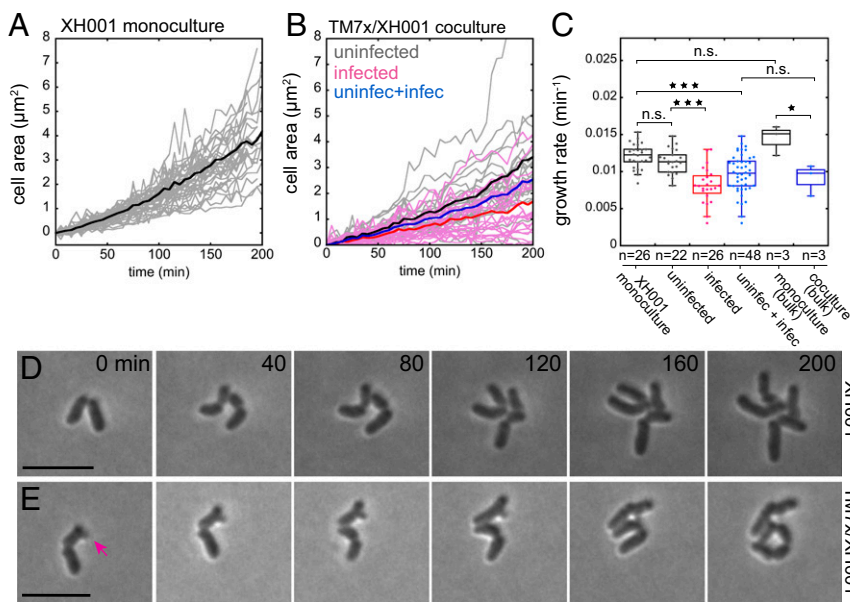 A
XH001 monoculture
cell area (μm²)
8
7
6
5
4
3
2
1
0
0
50
100
150
200
time (min)
B
TM7x/XH001 coculture
uninfected
infected
uninfec+infec
cell area (μm²)
8
7
6
5
4
3
2
1
0
0
50
100
150
200
time (min)
C
growth rate (min⁻¹)
0.025
0.02
0.015
0.01
0.005
0
n.s.
n.s.
★★★
n.s.
★★★
★
n=26 n=22 n=26 n=48 n=3 n=3
XH001
monoculture
uninfected
infected
uninfec + infec
monoculture
(bulk)
coculture
(bulk)
D
0 min
40
80
120
160
200
E